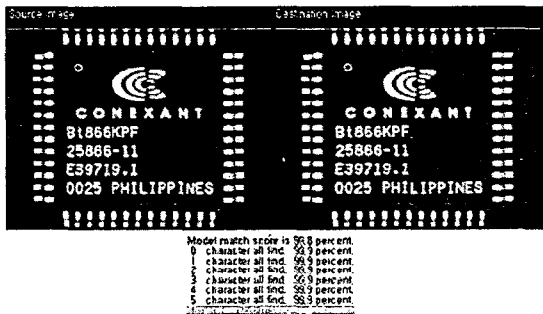 Source image
Destination image
CONEXANT
Bt866KPF
25866-11
E39719.1
0025 PHILIPPINES
CONEXANT
Bt866KPF
25866-11
E39719.1
0025 PHILIPPINES
Model match score is 99.8 percent.
0 character all find. 99.9 percent.
1 character all find. 99.9 percent.
2 character all find. 99.9 percent.
3 character all find. 99.9 percent.
4 character all find. 99.9 percent.
5 character all find. 99.9 percent.